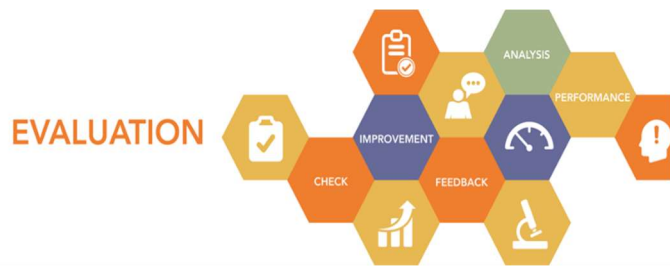 EVALUATION
ANALYSIS
PERFORMANCE
IMPROVEMENT
CHECK
FEEDBACK